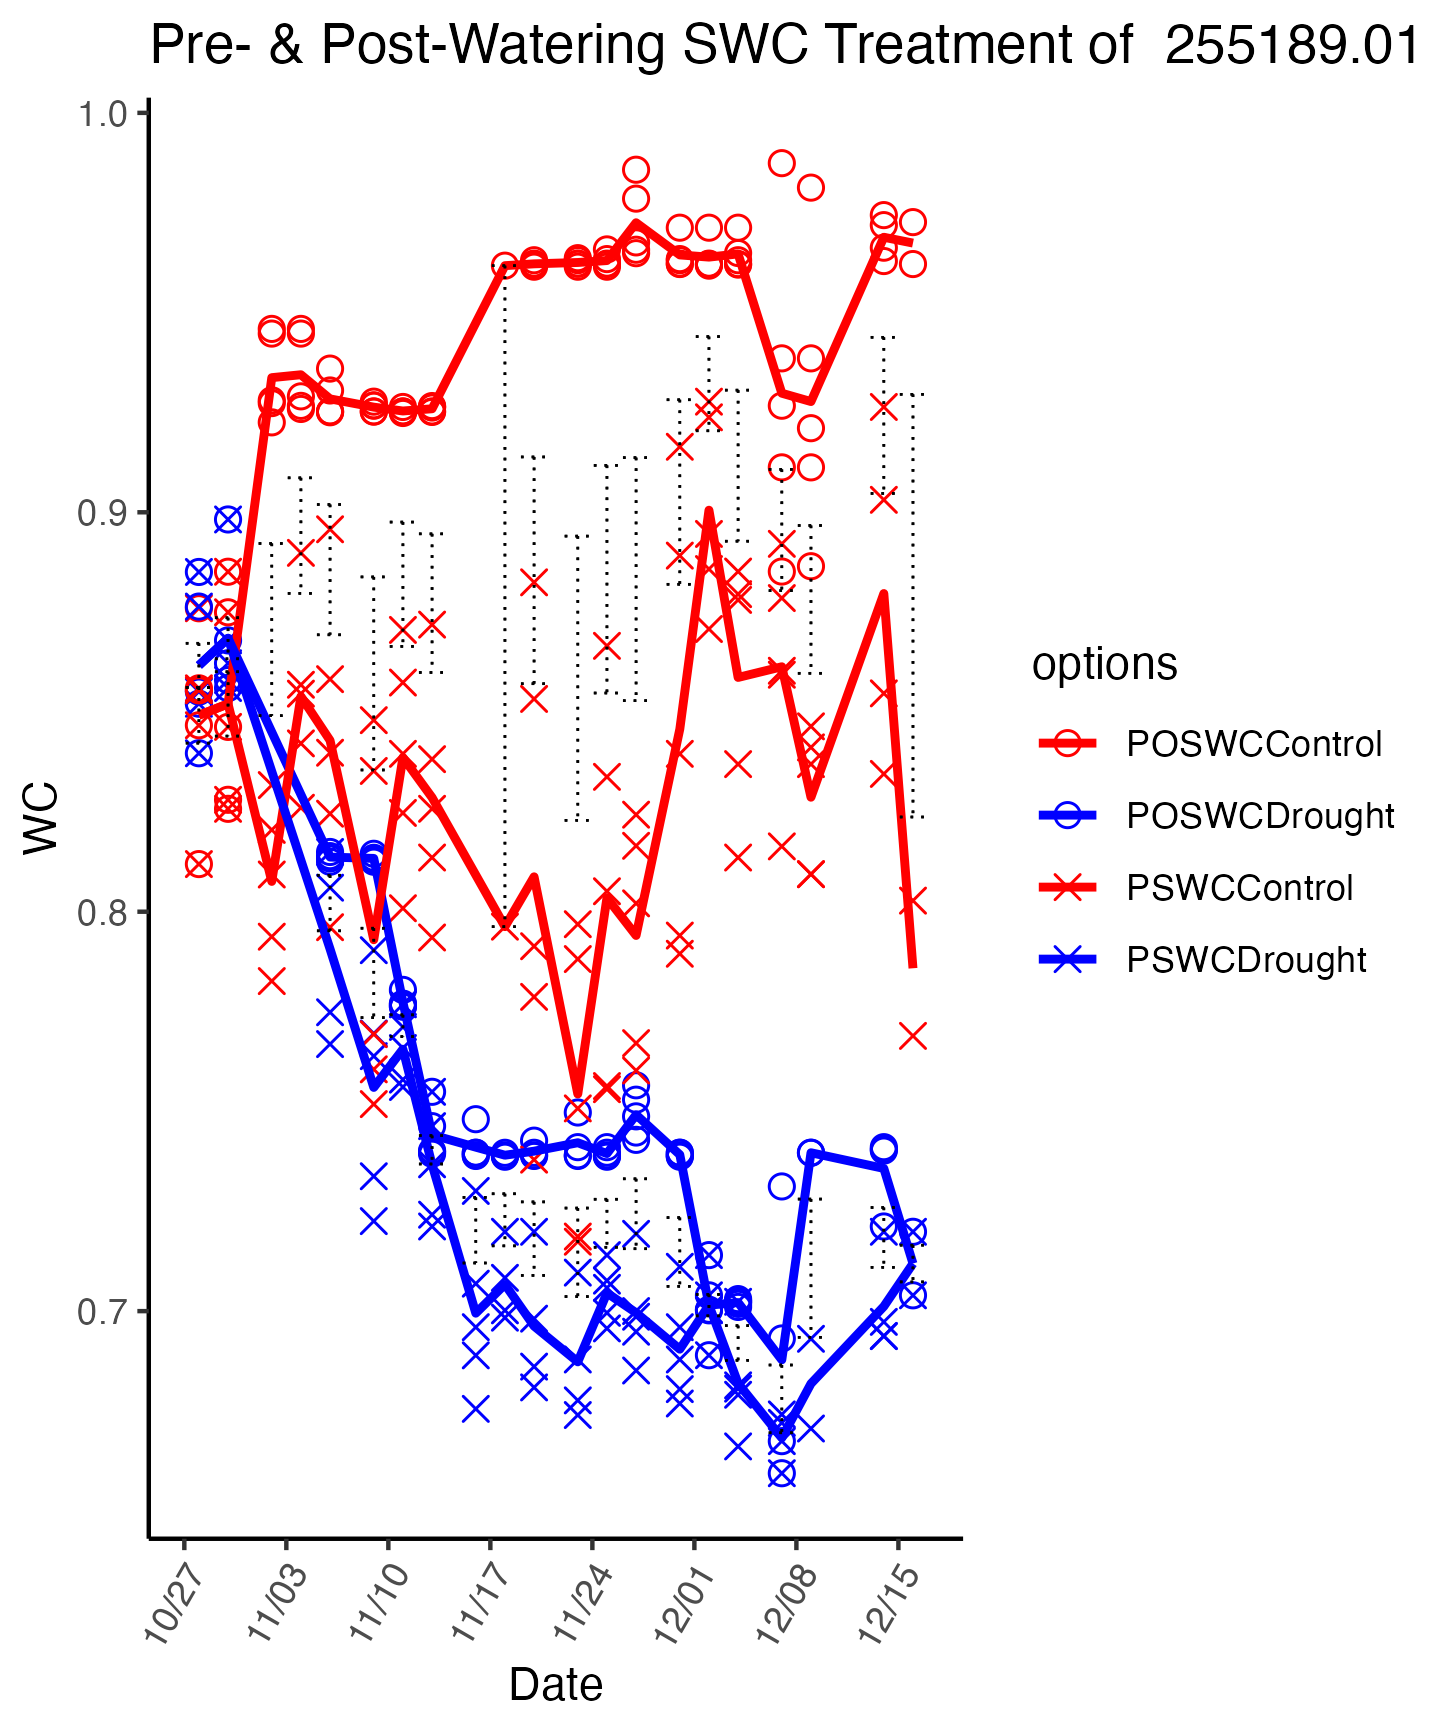 Pre- & Post-Watering SWC Treatment of  255189.01
1.0
0.9
0.8
0.7
WC
10/27
11/03
11/10
11/17
11/24
12/01
12/08
12/15
Date
options
POSWCControl
POSWCDrought
PSWCControl
PSWCDrought